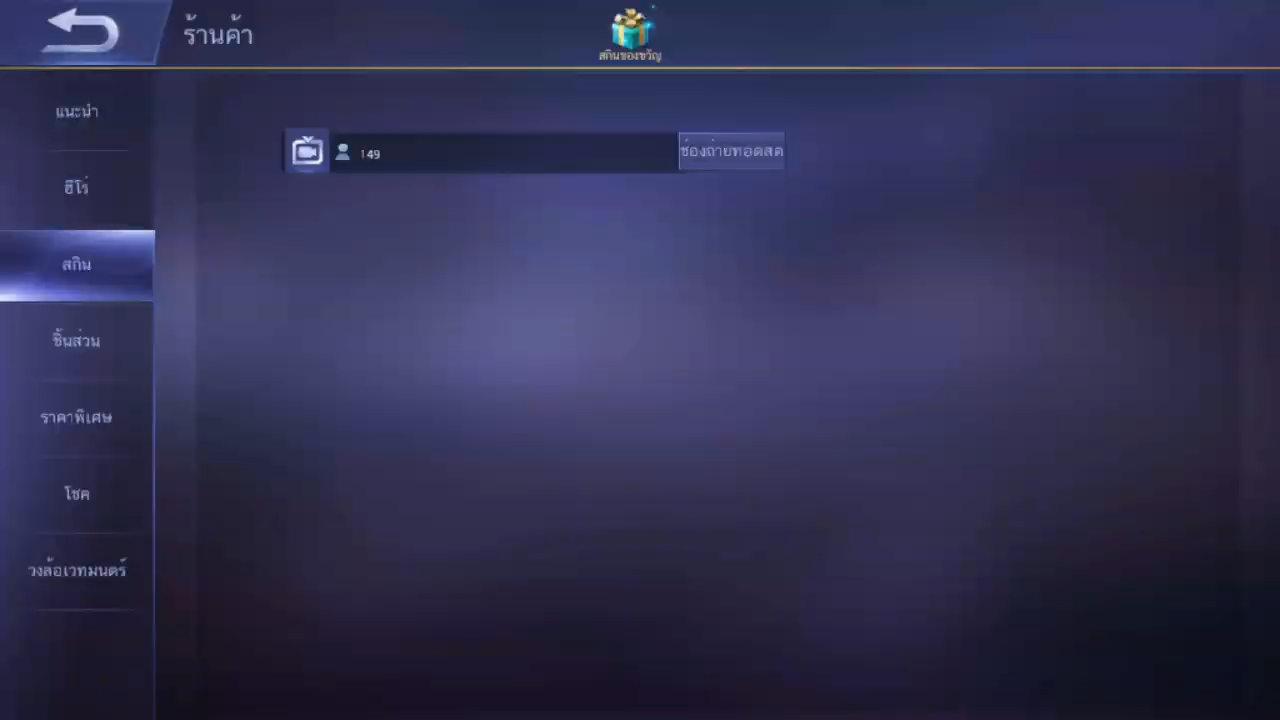 ร้านค้า
สกินของขวัญ
แนะนำ
ฮีโร่
สกิน
ชิ้นส่วน
ราคาพิเศษ
โชค
วงล้อเวทมนตร์
149
ช่องถ่ายทอดสด